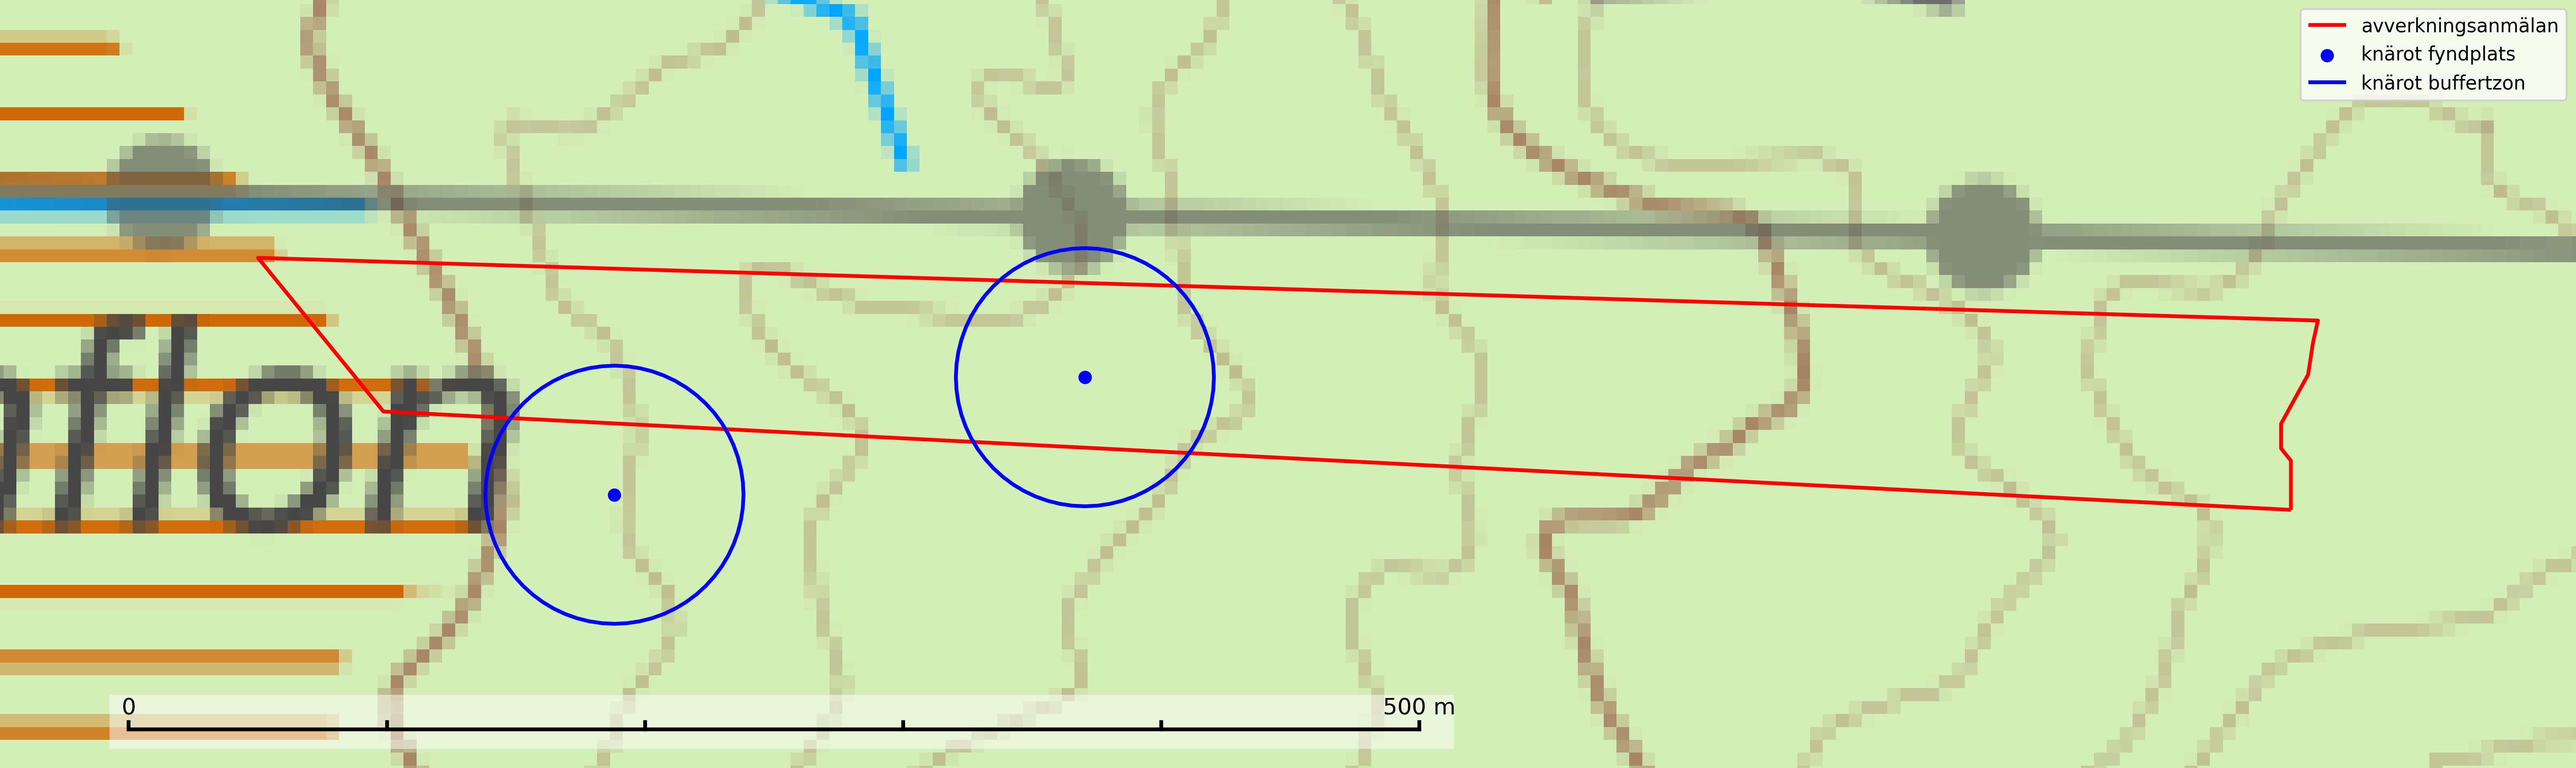 avverkningsanmälan
knärot fyndplats
knärot buffertzon
0 500 m